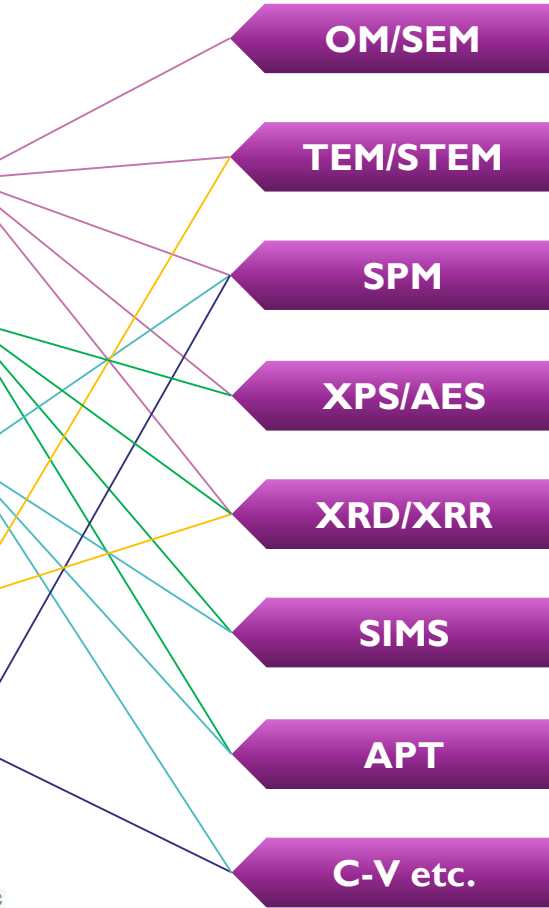 OM/SEM
TEM/STEM
SPM
XPS/AES
XRD/XRR
SIMS
APT
C-V etc.